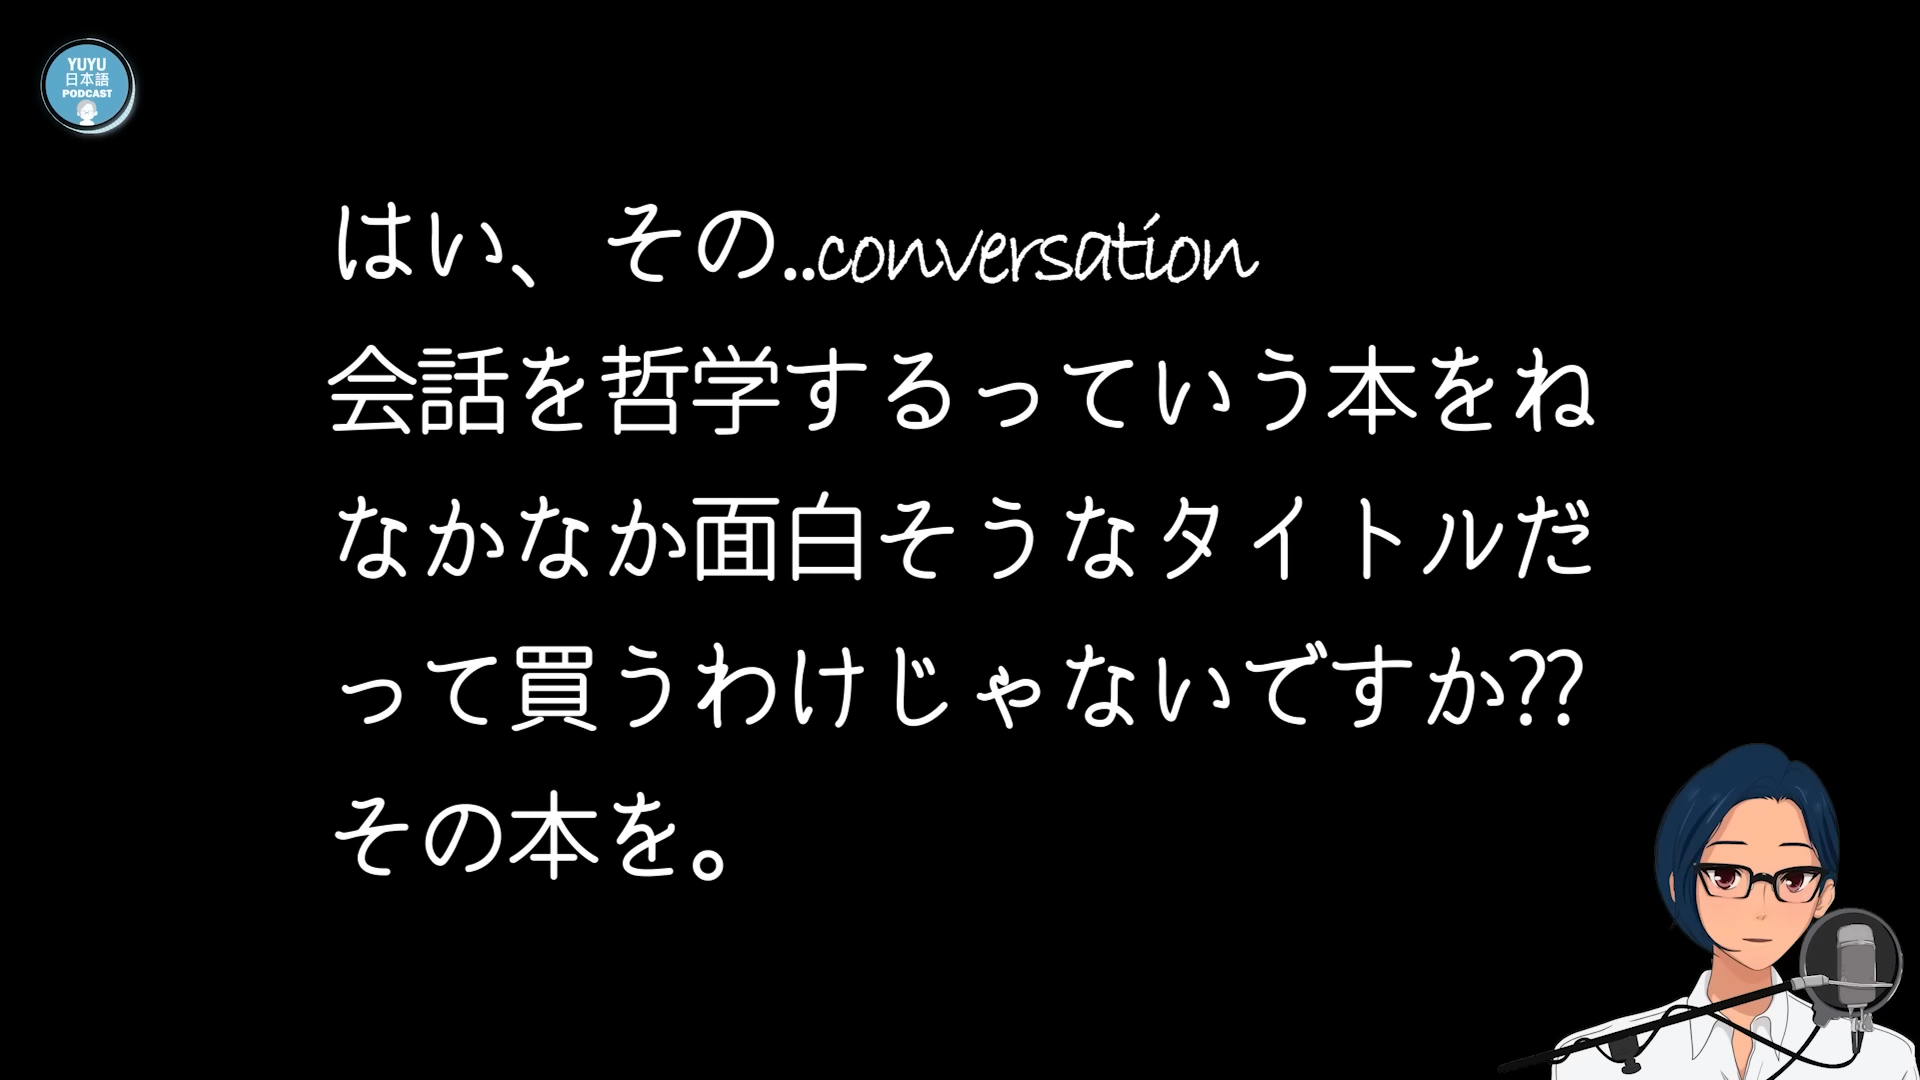 YUYU
日本語
PODCAST
はい、その..conversation
会話を哲学するっていう本をね
なかなか面白そうなタイトルだ
って買うわけじゃないですか??
その本を。